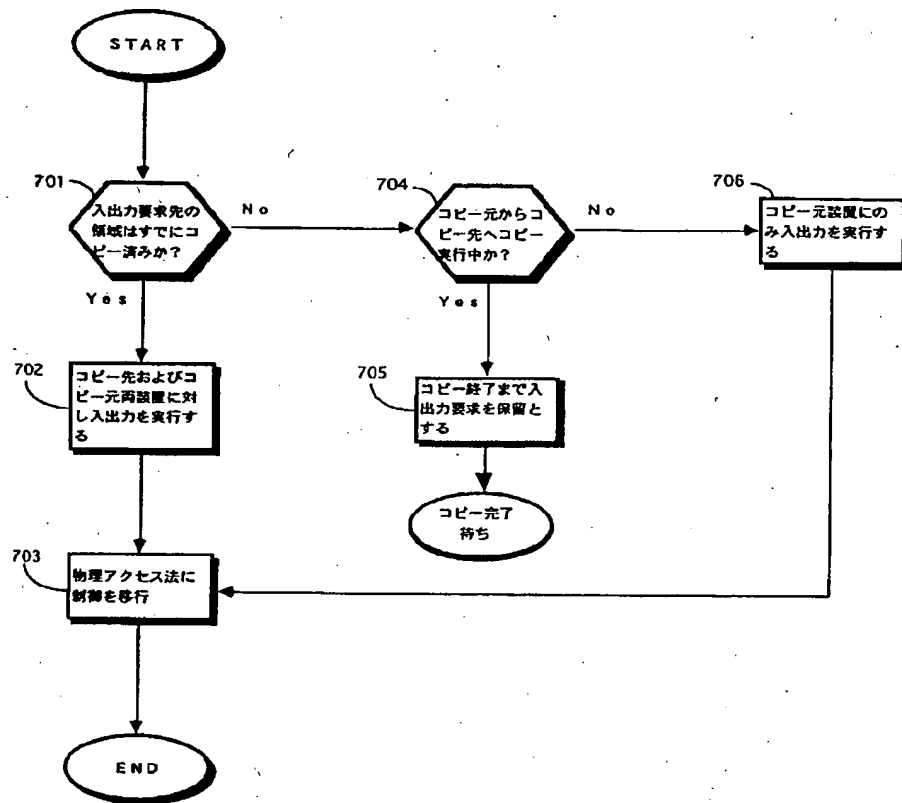 START
701
入出力要求先の
領域はすでにコ
ピー済みか？
No
Yes
704
コピー元からコ
ピー先へコピー
実行中か？
No
Yes
706
コピー元装置にの
み入出力を実行す
る
702
コピー先およびコ
ピー元両装置に対
し入出力を実行す
る
705
コピー終了まで入
出力要求を保留と
する
コピー完了
待ち
703
物理アクセス法に
制御を移行
END